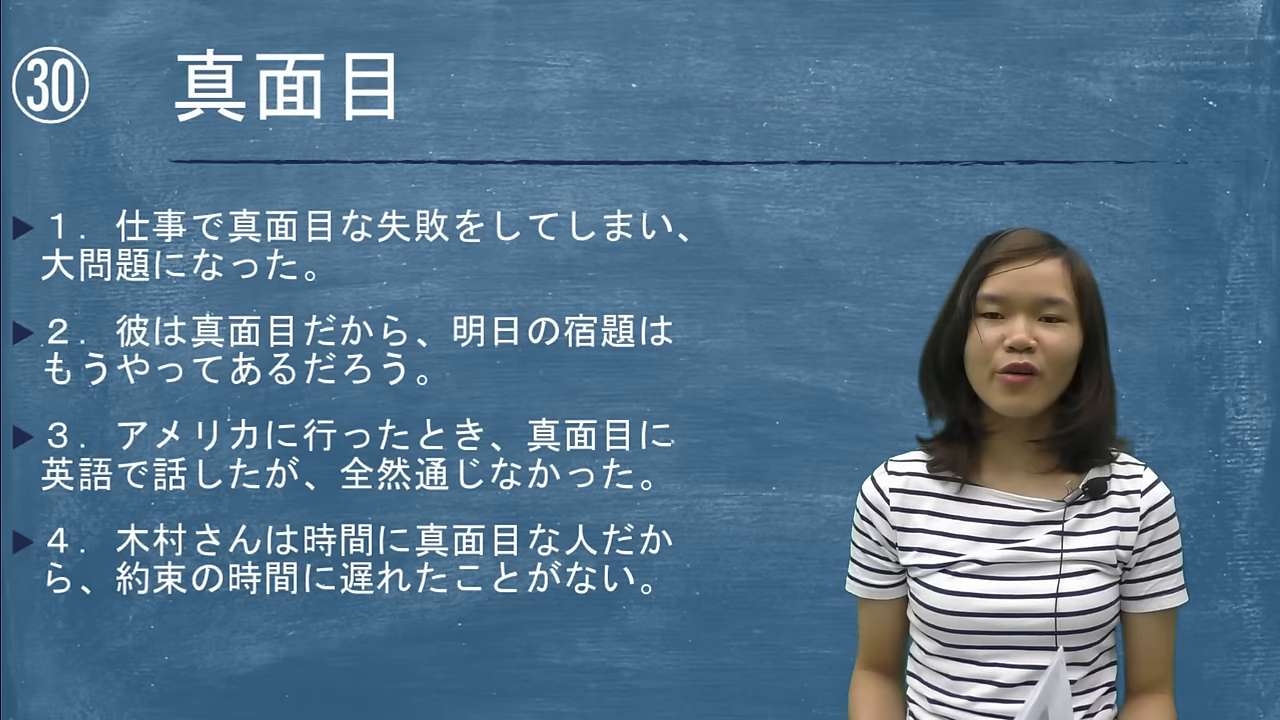 ㉚ 真面目
１．仕事で真面目な失敗をしてしまい、
大問題になった。
２．彼は真面目だから、明日の宿題は
もうやってあるだろう。
３．アメリカに行ったとき、真面目に
英語で話したが、全然通じなかった。
４．木村さんは時間に真面目な人だか
ら、約束の時間に遅れたことがない。